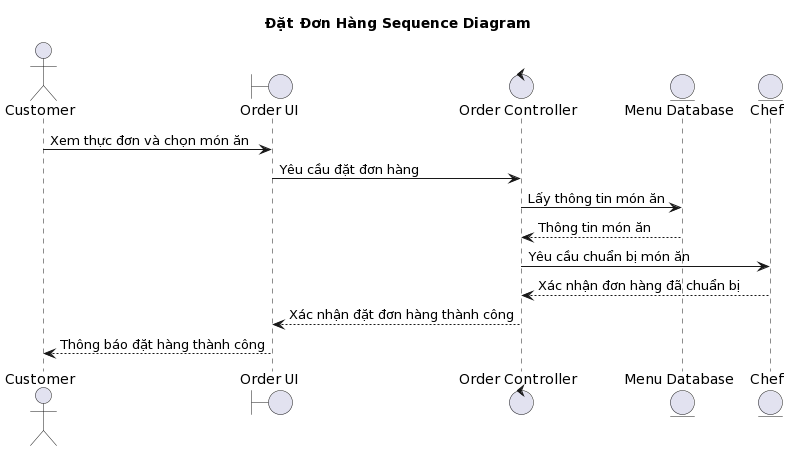 Đặt Đơn Hàng Sequence Diagram
Customer
Order UI
Order Controller
Menu Database
Chef
Xem thực đơn và chọn món ăn
Yêu cầu đặt đơn hàng
Lấy thông tin món ăn
Thông tin món ăn
Yêu cầu chuẩn bị món ăn
Xác nhận đơn hàng đã chuẩn bị
Xác nhận đặt đơn hàng thành công
Thông báo đặt hàng thành công
Customer
Order UI
Order Controller
Menu Database
Chef